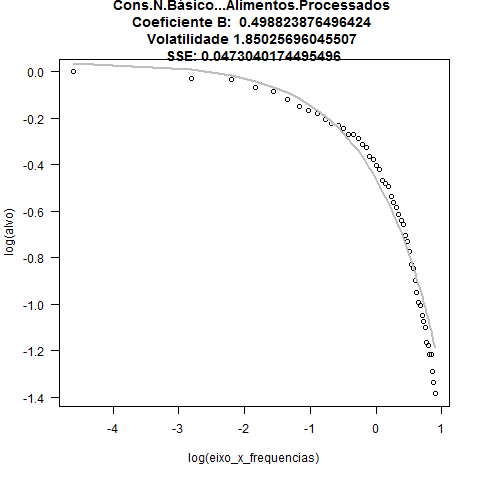 Cons.N.Básico...Alimentos.Processados
Coeficiente B: 0.498823876496424
Volatilidade 1.85025696045507
SSE: 0.0473040174495496
0.0
-0.2
-0.4
-0.6
-0.8
-1.0
-1.2
-1.4
log(alvo)
-4
-3
-2
-1
0
1
log(eixo_x_frequencias)